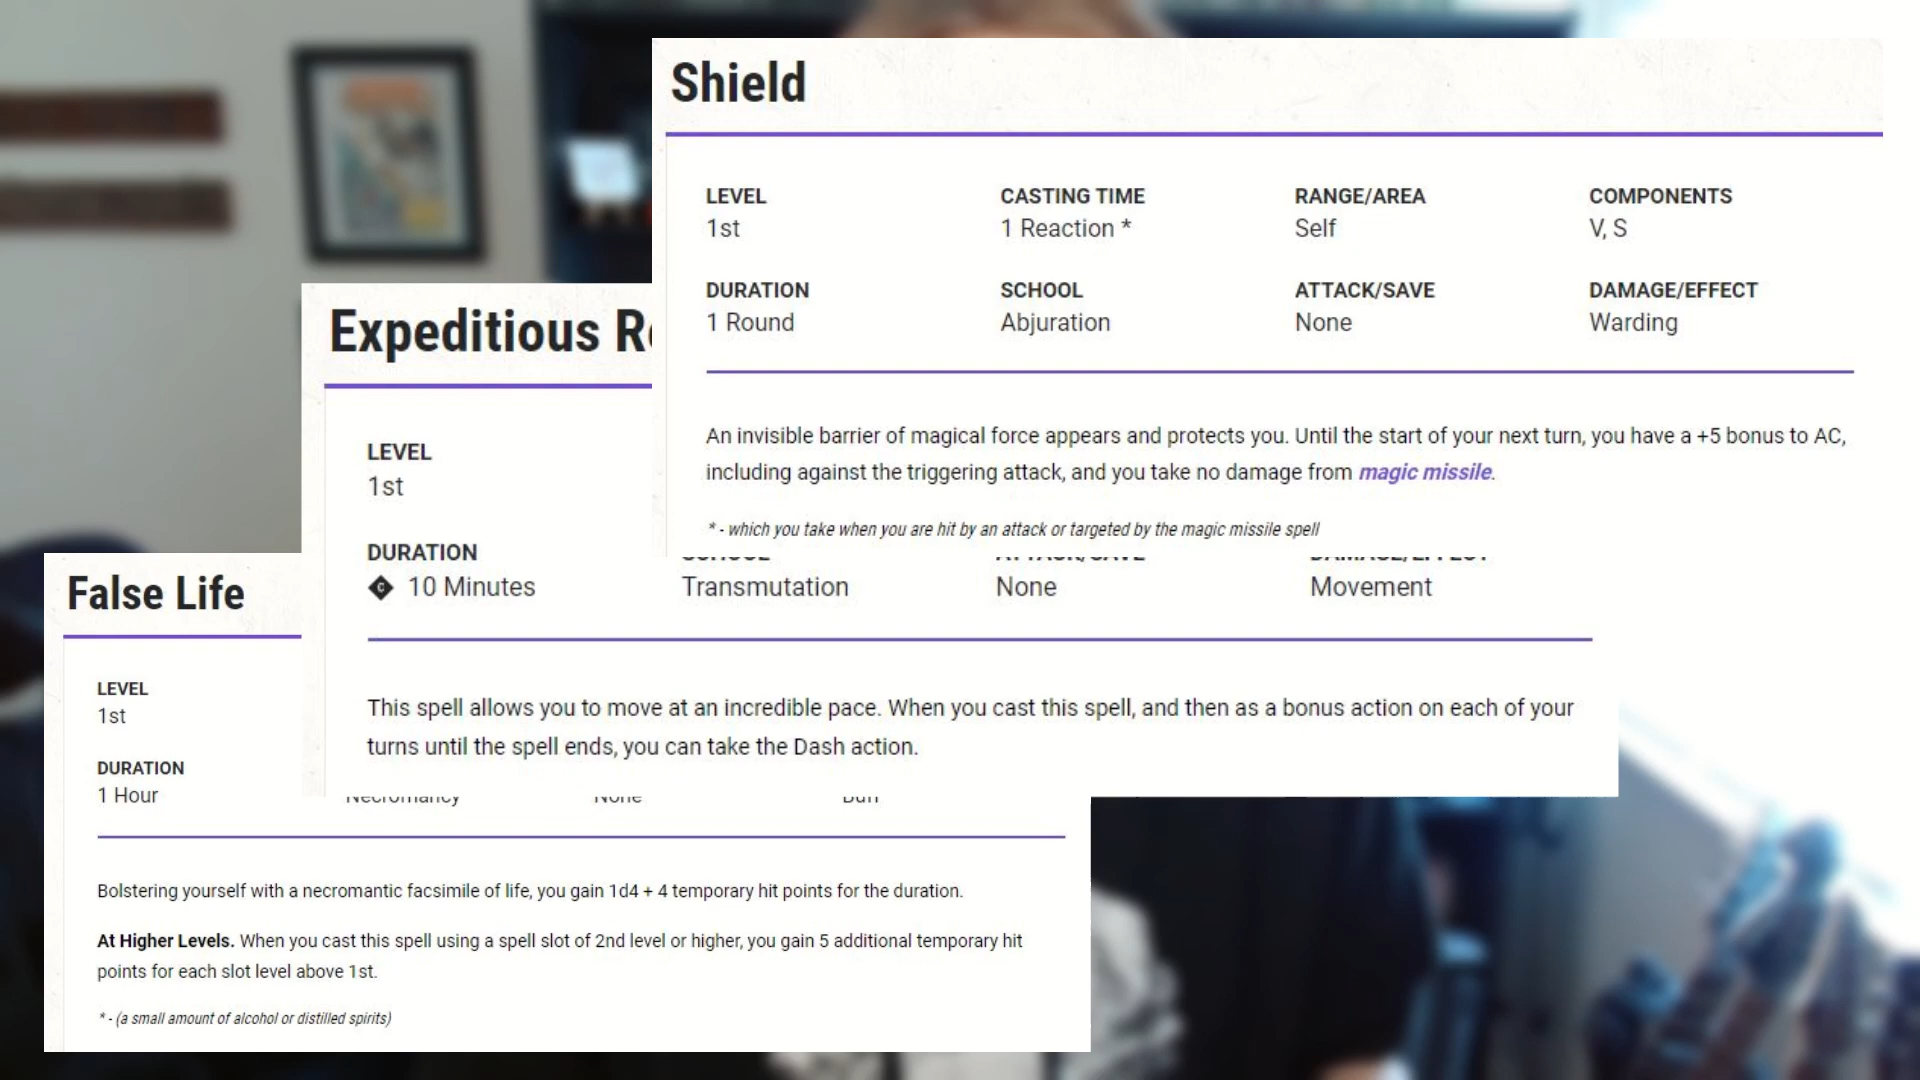 Shield
LEVEL CASTING TIME RANGE/AREA COMPONENTS
1st 1 Reaction * Self V, S
DURATION SCHOOL ATTACK/SAVE DAMAGE/EFFECT
1 Round Abjuration None Warding
An invisible barrier of magical force appears and protects you. Until the start of your next turn, you have a +5 bonus to AC,
including against the triggering attack, and you take no damage from magic missile.
* - which you take when you are hit by an attack or targeted by the magic missile spell
Expeditious
LEVEL
1st
DURATION SCHOOL ATTACK/SAVE DAMAGE/EFFECT
10 Minutes Transmutation None Movement
This spell allows you to move at an incredible pace. When you cast this spell, and then as a bonus action on each of your
turns until the spell ends, you can take the Dash action.
False Life
LEVEL
1st
DURATION
1 Hour Necromancy None Buff
Bolstering yourself with a necromantic facsimile of life, you gain 1d4 + 4 temporary hit points for the duration.
At Higher Levels. When you cast this spell using a spell slot of 2nd level or higher, you gain 5 additional temporary hit
points for each slot level above 1st.
* - (a small amount of alcohol or distilled spirits)